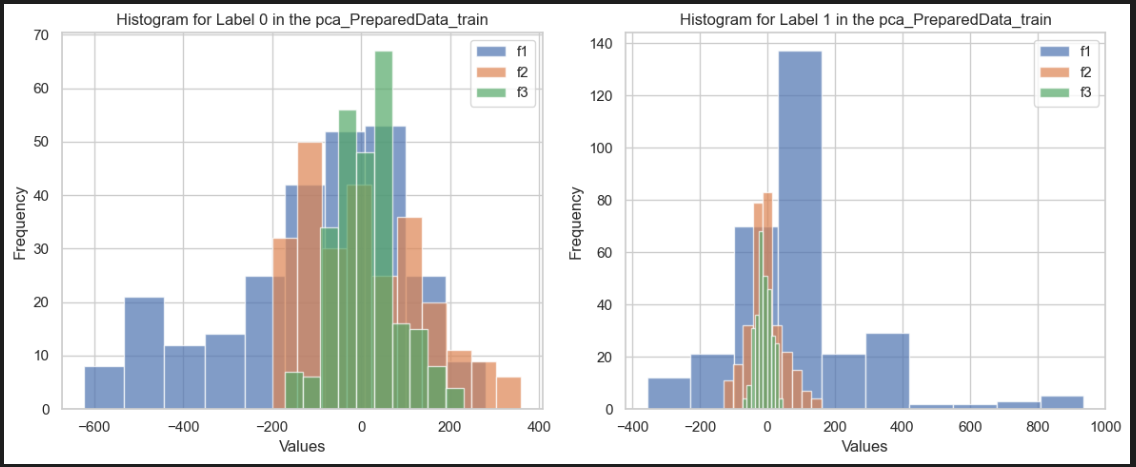 Histogram for Label 0 in the pca_PreparedData_train
70
60
50
40
30
20
10
0
Frequency
−600
−400
−200
0
200
400
Values
f1
f2
f3
Histogram for Label 1 in the pca_PreparedData_train
140
120
100
80
60
40
20
0
Frequency
−400
−200
0
200
400
600
800
1000
Values
f1
f2
f3